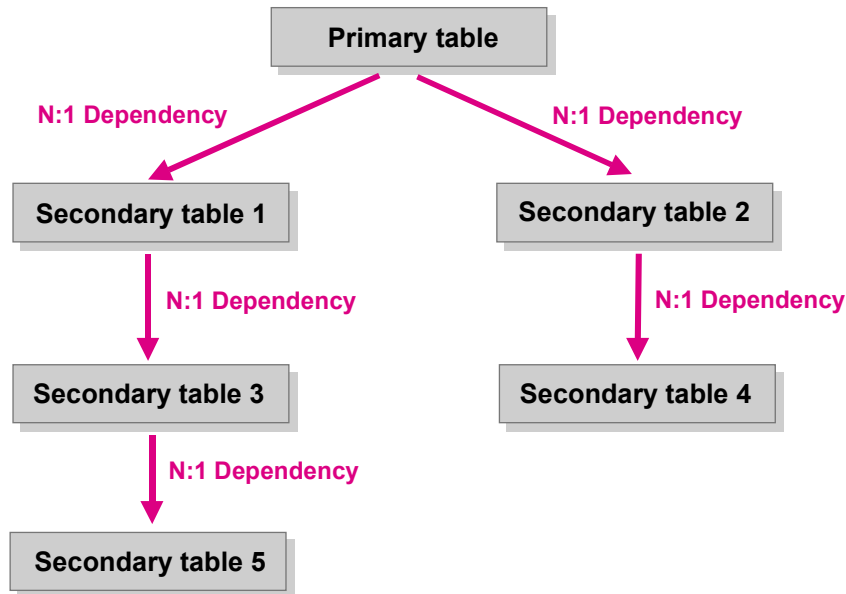 Primary table
N:1 Dependency
N:1 Dependency
Secondary table 1
Secondary table 2
N:1 Dependency
N:1 Dependency
Secondary table 3
Secondary table 4
N:1 Dependency
Secondary table 5